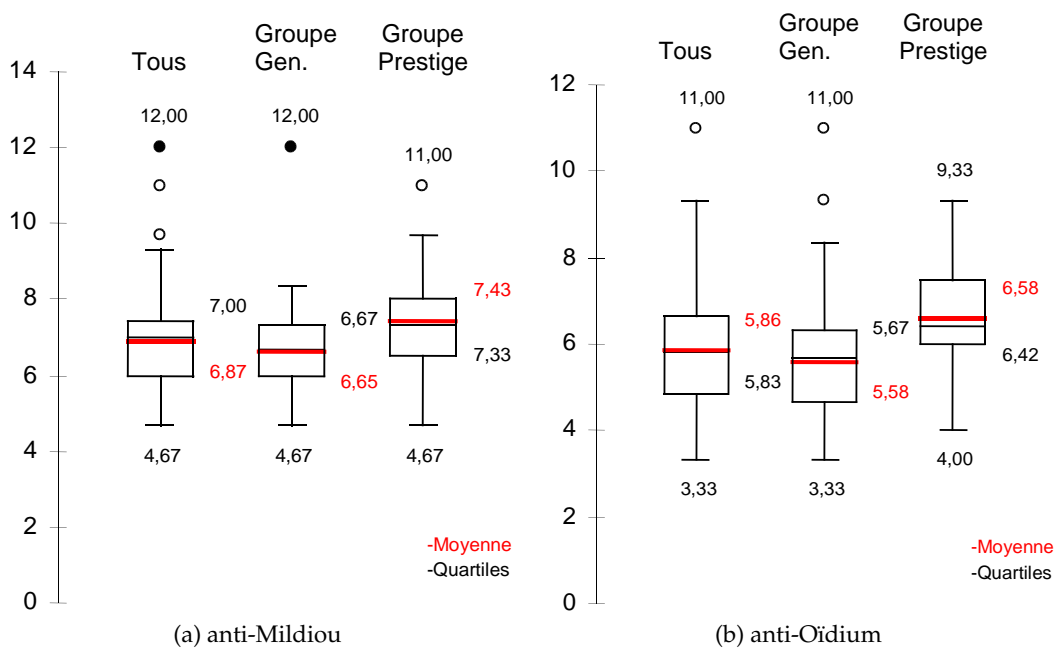 Tous
Groupe
Gen.
Groupe
Prestige
14
12
10
8
6
4
2
0
12,00
12,00
11,00
7,00
6,87
6,67
6,65
7,43
7,33
4,67
4,67
4,67
-Moyenne
-Quartiles
(a) anti-Mildiou
Tous
Groupe
Gen.
Groupe
Prestige
12
10
8
6
4
2
0
11,00
11,00
9,33
5,86
5,83
5,67
5,58
6,58
6,42
3,33
3,33
4,00
-Moyenne
-Quartiles
(b) anti-Oïdium